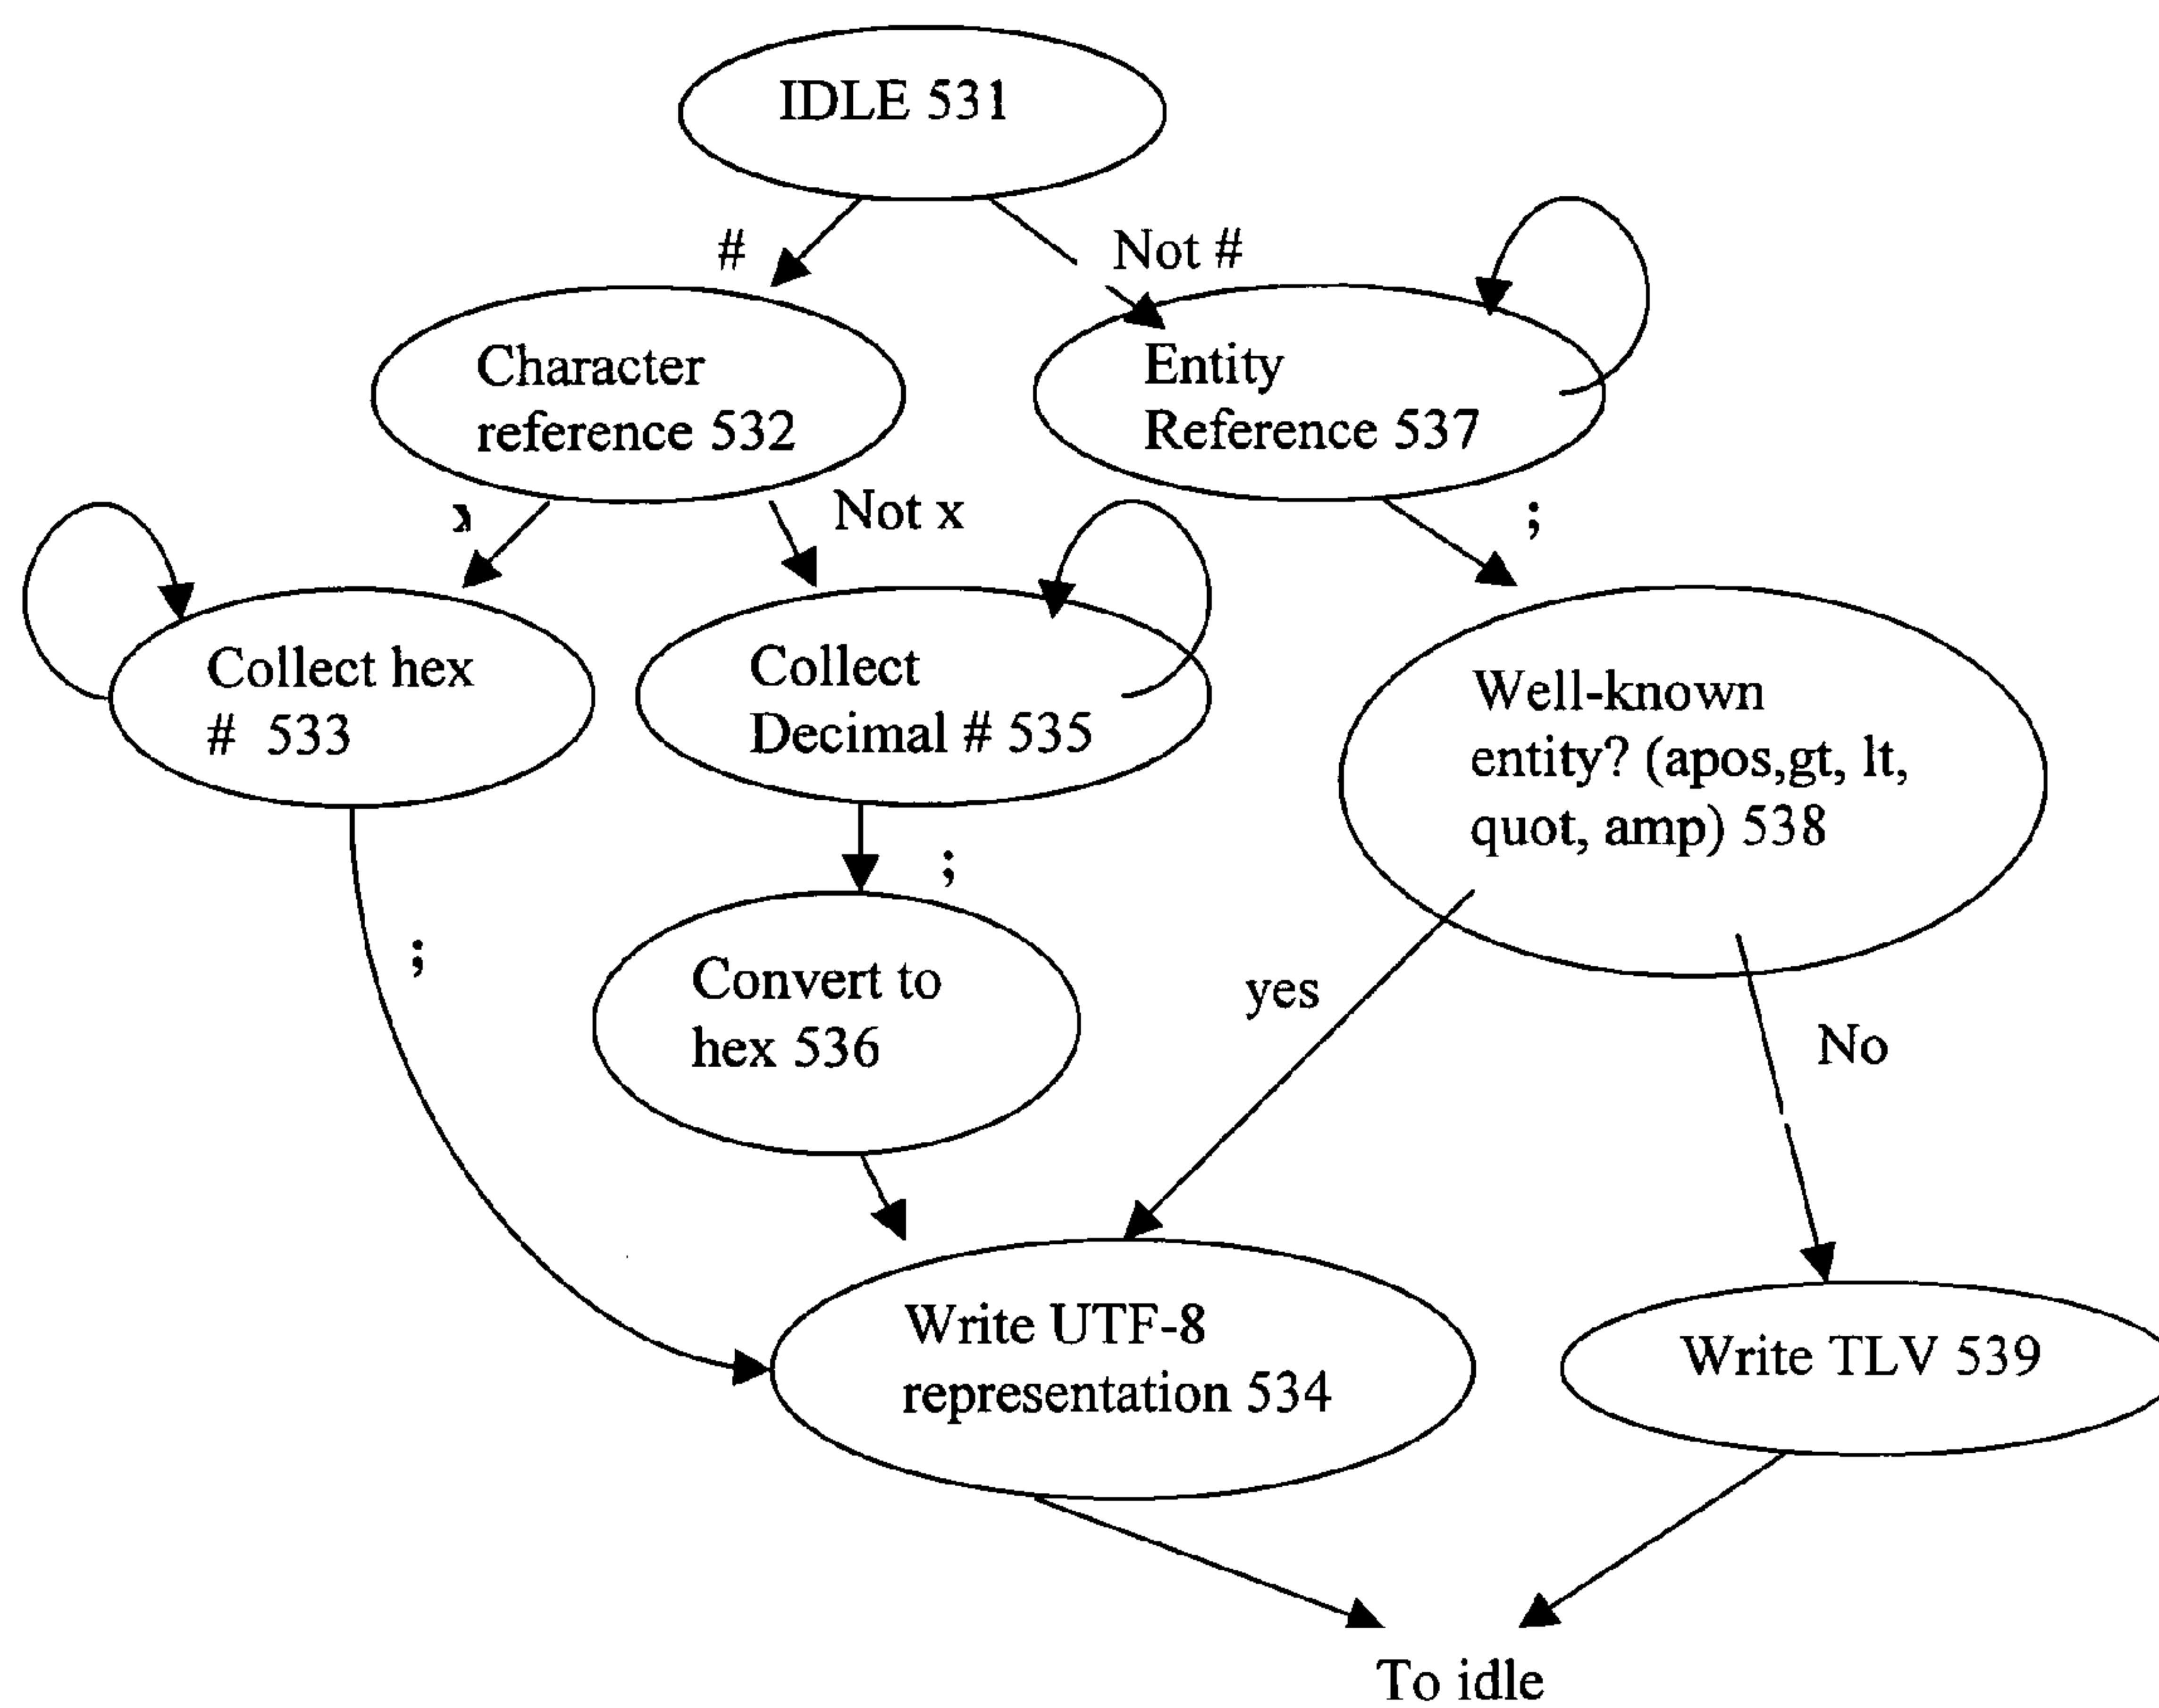 IDLE 531
#
Not #
Character
reference 532
Entity
Reference 537
Not x
;
Collect hex
# 533
Collect
Decimal # 535
Well-known
entity? (apos,gt, lt,
quot, amp) 538
;
;
Convert to
hex 536
yes
No
Write UTF-8
representation 534
Write TLV 539
To idle